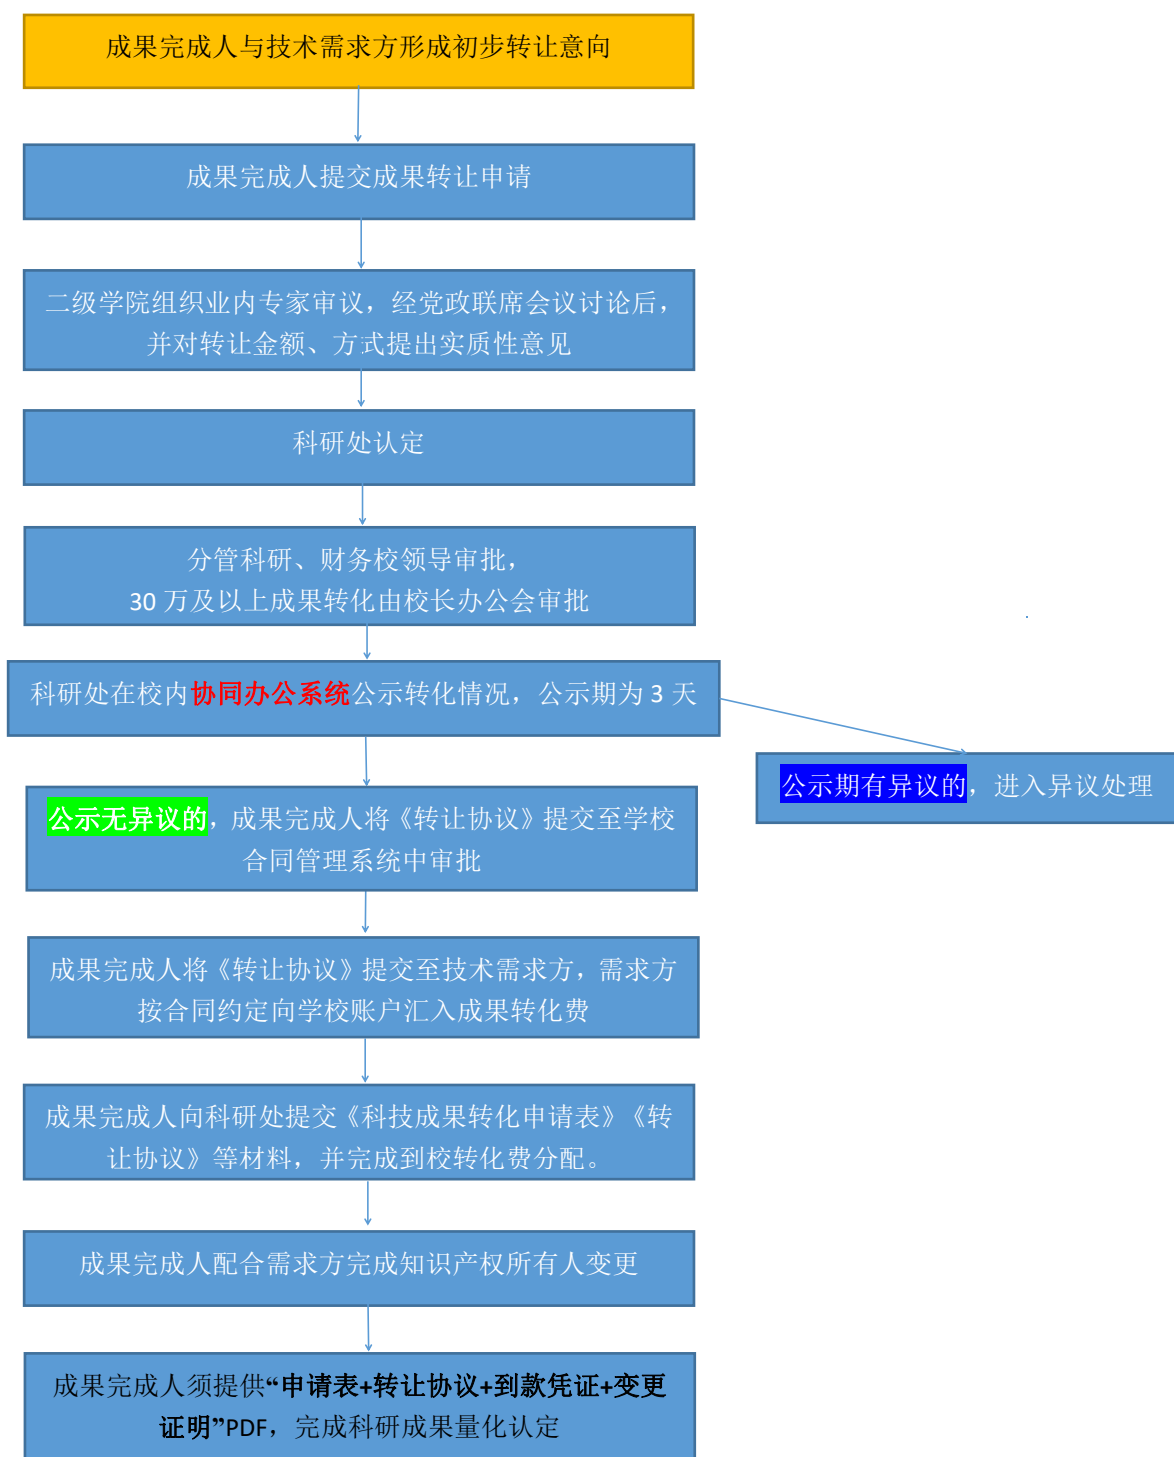 成果完成人与技术需求方形成初步转让意向
成果完成人提交成果转让申请
二级学院组织业内专家审议，经党政联席会议讨论后，
并对转让金额、方式提出实质性意见
科研处认定
分管科研、财务校领导审批，
30 万及以上成果转化由校长办公会审批
科研处在校内协同办公系统公示转化情况，公示期为 3 天
公示期有异议的，进入异议处理
公示无异议的，成果完成人将《转让协议》提交至学校
合同管理系统中审批
成果完成人将《转让协议》提交至技术需求方，需求方
按合同约定向学校账户汇入成果转化费
成果完成人向科研处提交《科技成果转化申请表》《转
让协议》等材料，并完成到校转化费分配。
成果完成人配合需求方完成知识产权所有人变更
成果完成人须提供“申请表+转让协议+到款凭证+变更
证明”PDF，完成科研成果量化认定